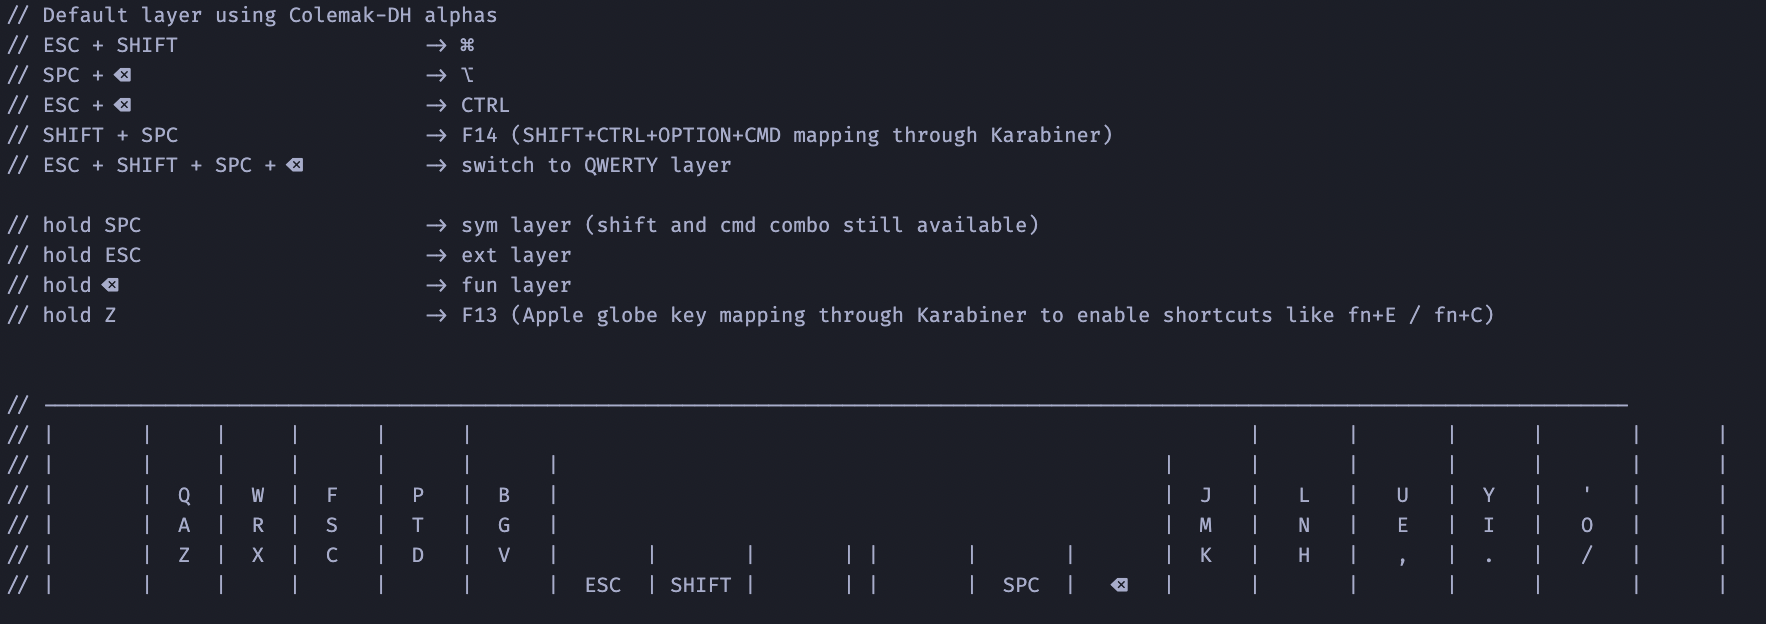 // Default layer using Colemak-DH alphas
// ESC + SHIFT -> ⌘
// SPC + ⌫ -> ⌥
// ESC + ⌫ -> CTRL
// SHIFT + SPC -> F14 (SHIFT+CTRL+OPTION+CMD mapping through Karabiner)
// ESC + SHIFT + SPC + ⌫ -> switch to QWERTY layer
// hold SPC -> sym layer (shift and cmd combo still available)
// hold ESC -> ext layer
// hold ⌫ -> fun layer
// hold Z -> F13 (Apple globe key mapping through Karabiner to enable shortcuts like fn+E / fn+C)
// ────────────────────────────────
// | | | | | | | | | | | |
// | | | | | | | | | | | | | |
// | | Q | W | F | P | B | | J | L | U | Y | ' | |
// | | A | R | S | T | G | | M | N | E | I | O | |
// | | Z | X | C | D | V | | | | | | | K | H | , | . | / | |
// | | | | | | | ESC | SHIFT | | | | SPC | ⌫ | | | | | | |